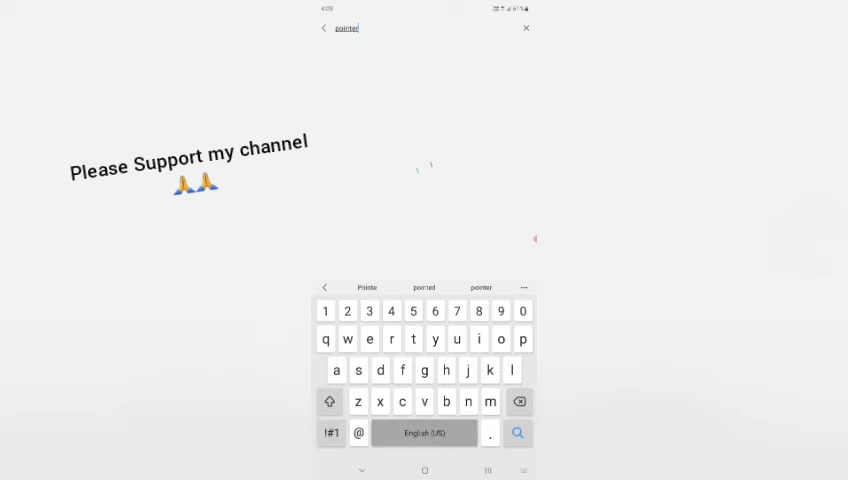 4:09
61%
pointer
Please Support my channel
🙏🙏
Pointe pointed pointer
1 2 3 4 5 6 7 8 9 0
q w e r t y u i o p
a s d f g h j k l
z x c v b n m
!#1 @ English (US) .